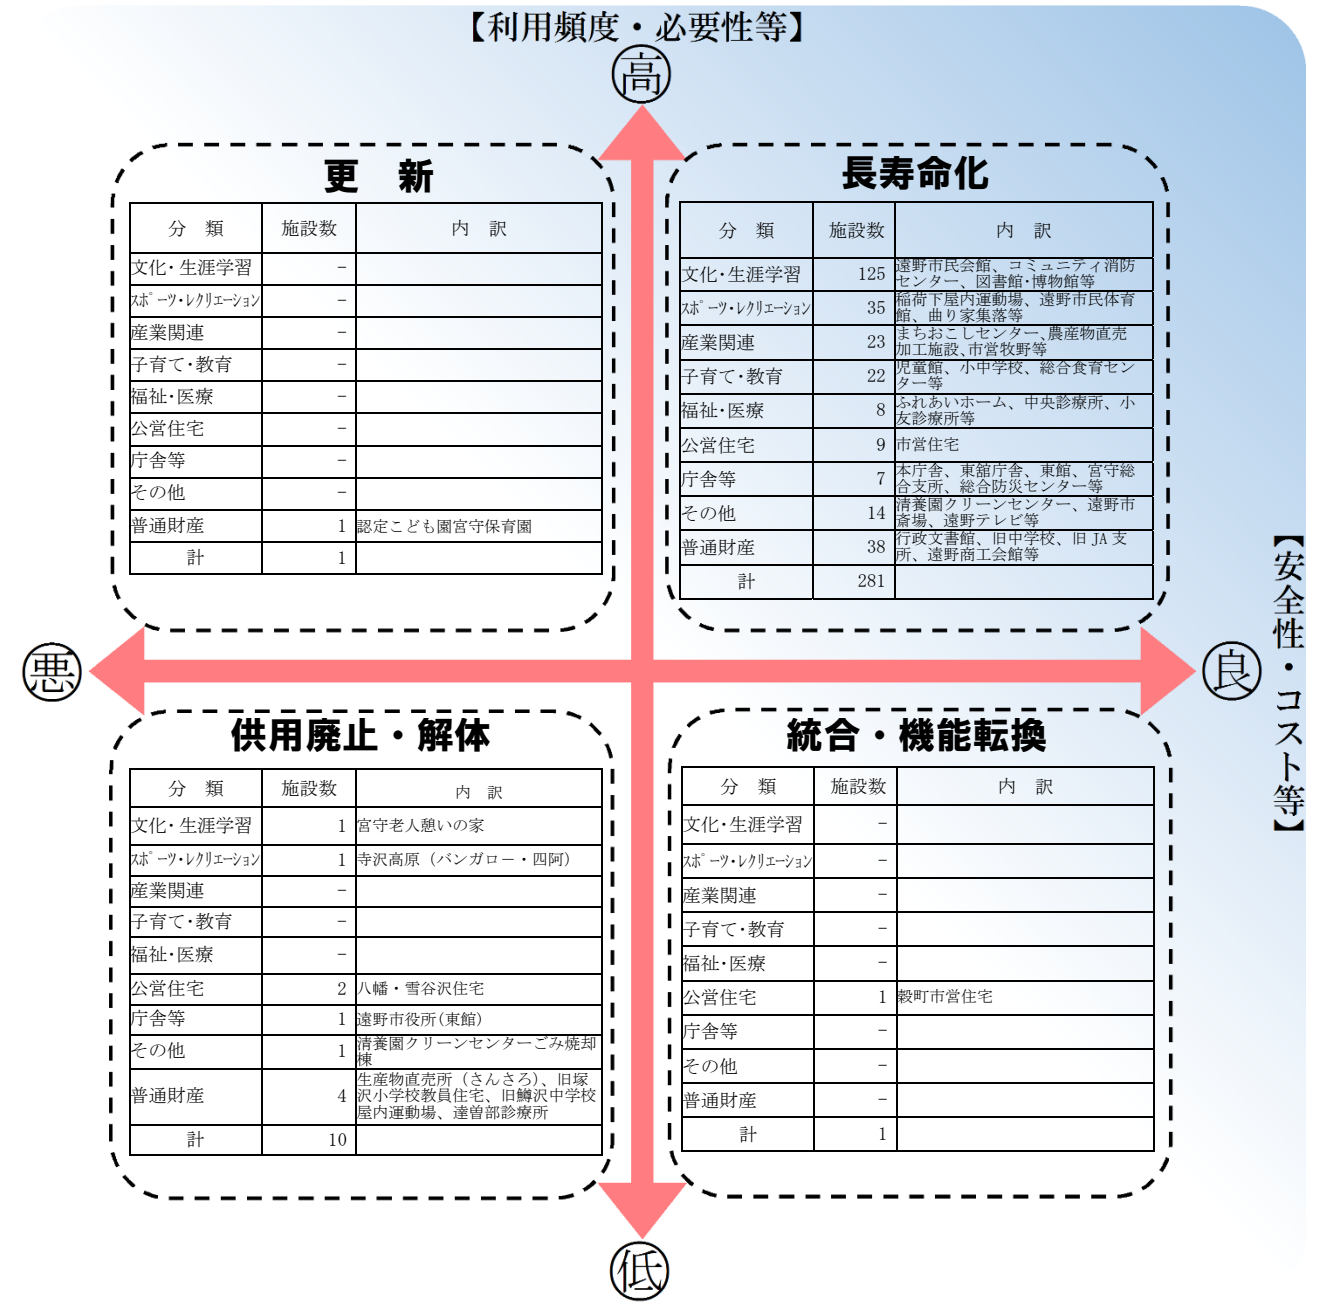 【利用頻度・必要性等】
高
更　新
分　類　施設数　内　訳
文化・生涯学習　－
スポーツ・レクリエーション　－
産業関連　－
子育て・教育　－
福祉・医療　－
公営住宅　－
庁舎等　－
その他　－
普通財産　1　認定こども園宮守保育園
計　1
長寿命化
分　類　施設数　内　訳
文化・生涯学習　125　遠野市民会館、コミュニティ消防
センター、図書館・博物館等
スポーツ・レクリエーション　35　稲荷下屋内運動場、遠野市民体育
館、曲り家集落等
産業関連　23　まちおこしセンター、農産物直売
加工施設、市営牧野等
子育て・教育　22　児童館、小中学校、総合食育セン
ター等
福祉・医療　8　ふれあいホーム、中央診療所、小
友診療所等
公営住宅　9　市営住宅
庁舎等　7　本庁舎、東舘庁舎、東館、宮守総
合支所、総合防災センター等
その他　14　清養園クリーンセンター、遠野市
斎場、遠野テレビ等
普通財産　38　行政文書館、旧中学校、旧 JA 支
所、遠野商工会館等
計　281
悪
良
【安全性・コスト等】
供用廃止・解体
分　類　施設数　内　訳
文化・生涯学習　1　宮守老人憩いの家
スポーツ・レクリエーション　1　寺沢高原（バンガロー・四阿）
産業関連　－
子育て・教育　－
福祉・医療　－
公営住宅　2　八幡・雪谷沢住宅
庁舎等　1　遠野市役所(東館)
その他　1　清養園クリーンセンターごみ焼却
棟
普通財産　4　生産物直売所（さんさろ）、旧塚
沢小学校教員住宅、旧鱒沢中学校
屋内運動場、達曽部診療所
計　10
統合・機能転換
分　類　施設数　内　訳
文化・生涯学習　－
スポーツ・レクリエーション　－
産業関連　－
子育て・教育　－
福祉・医療　－
公営住宅　1　穀町市営住宅
庁舎等　－
その他　－
普通財産　－
計　1
低